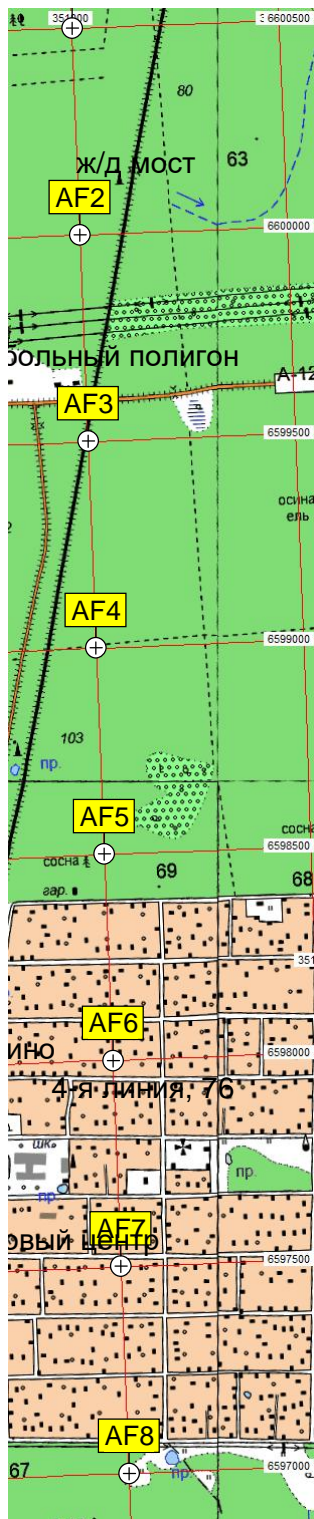 351000
6600500
80
ж/д мост
63
AF2
6600000
больный полигон
А-12
AF3
6599500
осина
ель
AF4
6599000
103
пр.
AF5
сосна
6598500
сосна
69
68
гар.
351
AF6
ино
6598000
4-я линия, 76
шк.
пр.
пр.
AF7
овый центр
6597500
AF8
67
пр.
6597000